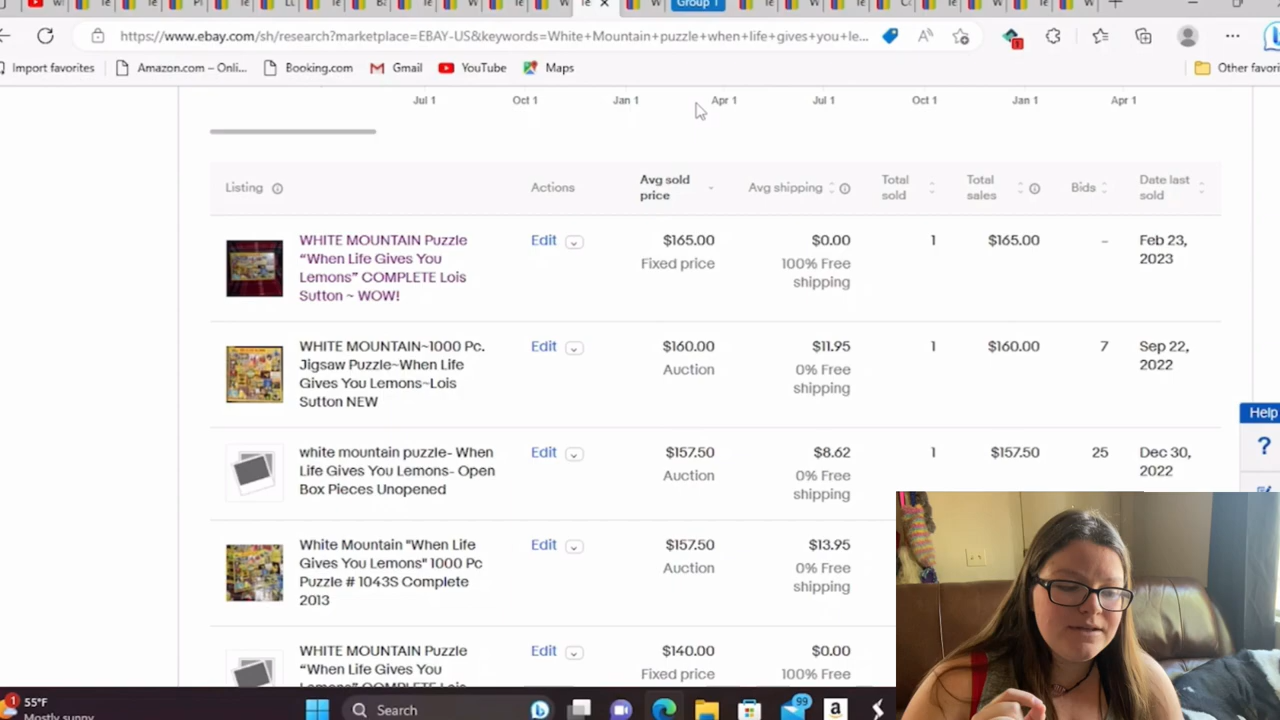 Group 1
https://www.ebay.com/sh/research?marketplace=EBAY-US&keywords=White+Mountain+puzzle+when+life+gives+you+le...
Import favorites Amazon.com – Onli... Booking.com Gmail YouTube Maps Other favori
Jul 1 Oct 1 Jan 1 Apr 1 Jul 1 Oct 1 Jan 1 Apr 1
Listing Actions Avg sold price Avg shipping Total sold Total sales Bids Date last sold
WHITE MOUNTAIN Puzzle Edit $165.00 $0.00 1 $165.00 – Feb 23,
“When Life Gives You Fixed price 100% Free 2023
Lemons” COMPLETE Lois shipping
Sutton ~ WOW!
WHITE MOUNTAIN~1000 Pc. Edit $160.00 $11.95 1 $160.00 7 Sep 22,
Jigsaw Puzzle~When Life Auction 0% Free 2022
Gives You Lemons~Lois shipping
Sutton NEW
white mountain puzzle- When Edit $157.50 $8.62 1 $157.50 25 Dec 30,
Life Gives You Lemons- Open Auction 0% Free 2022
Box Pieces Unopened shipping
White Mountain "When Life Edit $157.50 $13.95
Gives You Lemons" 1000 Pc Auction 0% Free
Puzzle # 1043S Complete shipping
2013
WHITE MOUNTAIN Puzzle Edit $140.00 $0.00
“When Life Gives You Fixed price 100% Free
Help
?
1 55°F
Mostly sunny
Search
99